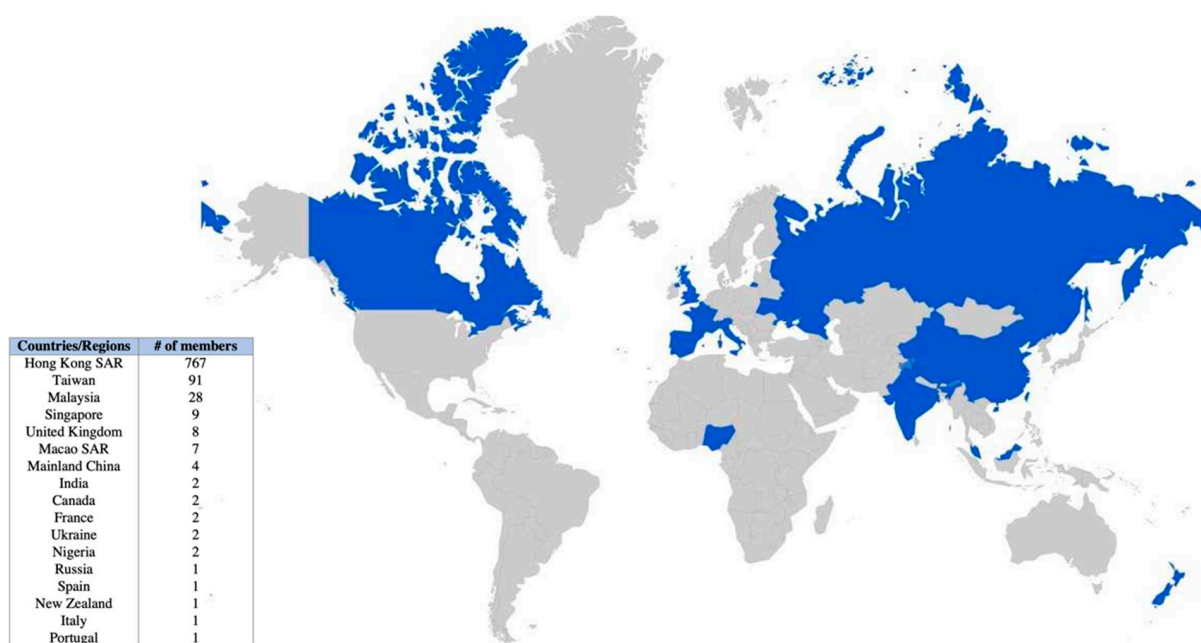 Countries/Regions # of members
Hong Kong SAR 767
Taiwan 91
Malaysia 28
Singapore 9
United Kingdom 8
Macao SAR 7
Mainland China 4
India 2
Canada 2
France 2
Ukraine 2
Nigeria 2
Russia 1
Spain 1
New Zealand 1
Italy 1
Portugal 1